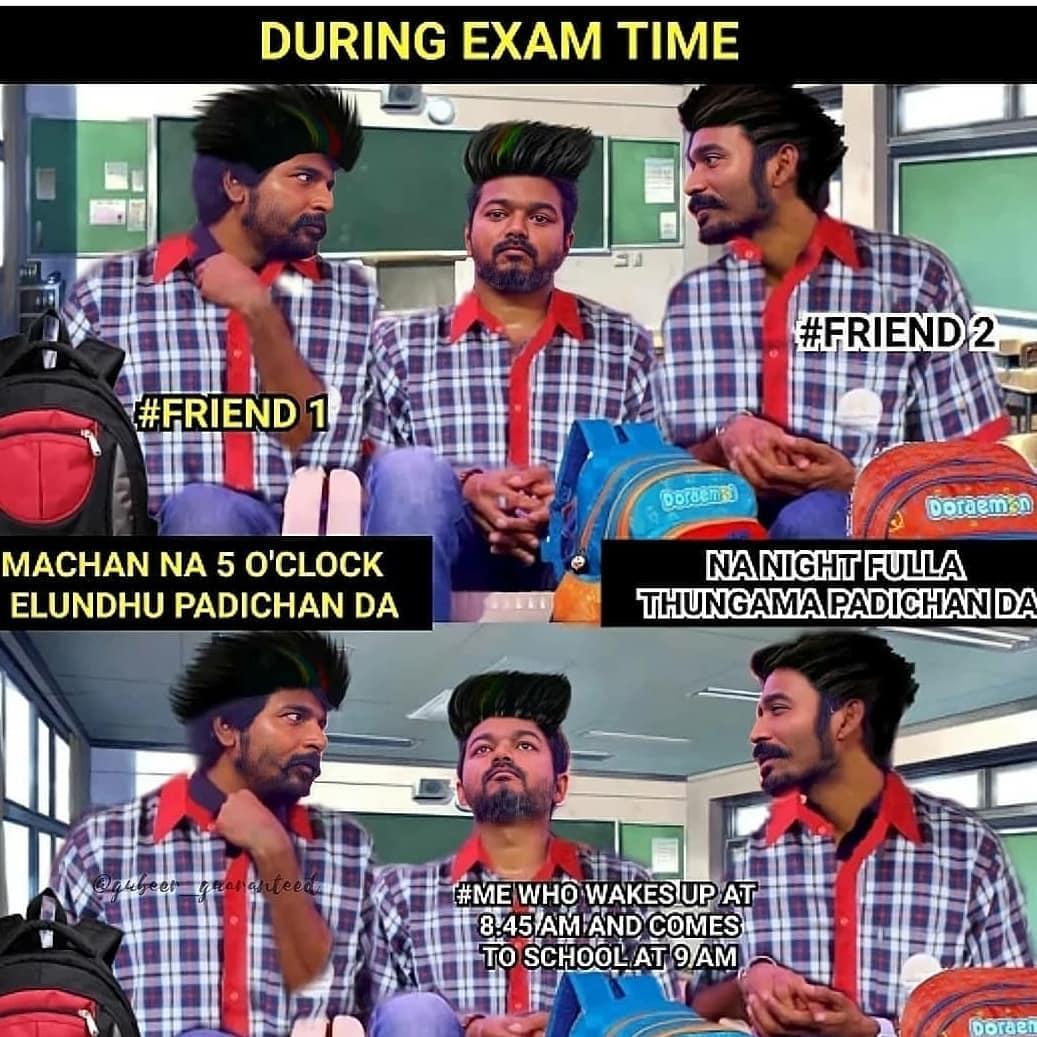 DURING EXAM TIME
#FRIEND 2
#FRIEND 1
Doraemon
Doraemon
MACHAN NA 5 O'CLOCK
ELUNDHU PADICHAN DA
NA NIGHT FULLA
THUNGAMA PADICHAN DA
@gubeer_guaranteed
#ME WHO WAKES UP AT
8:45 AM AND COMES
TO SCHOOL AT 9 AM
Doraem